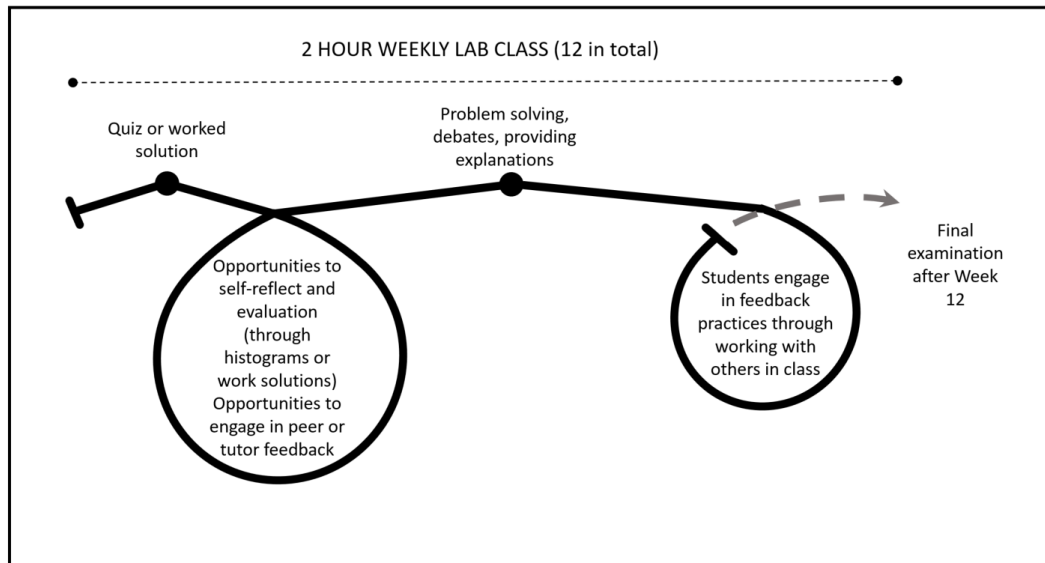 2 HOUR WEEKLY LAB CLASS (12 in total)
Quiz or worked
solution
Problem solving,
debates, providing
explanations
Opportunities to
self-reflect and
evaluation
(through
histograms or
work solutions)
Opportunities to
engage in peer or
tutor feedback
Students engage
in feedback
practices through
working with
others in class
Final
examination
after Week
12